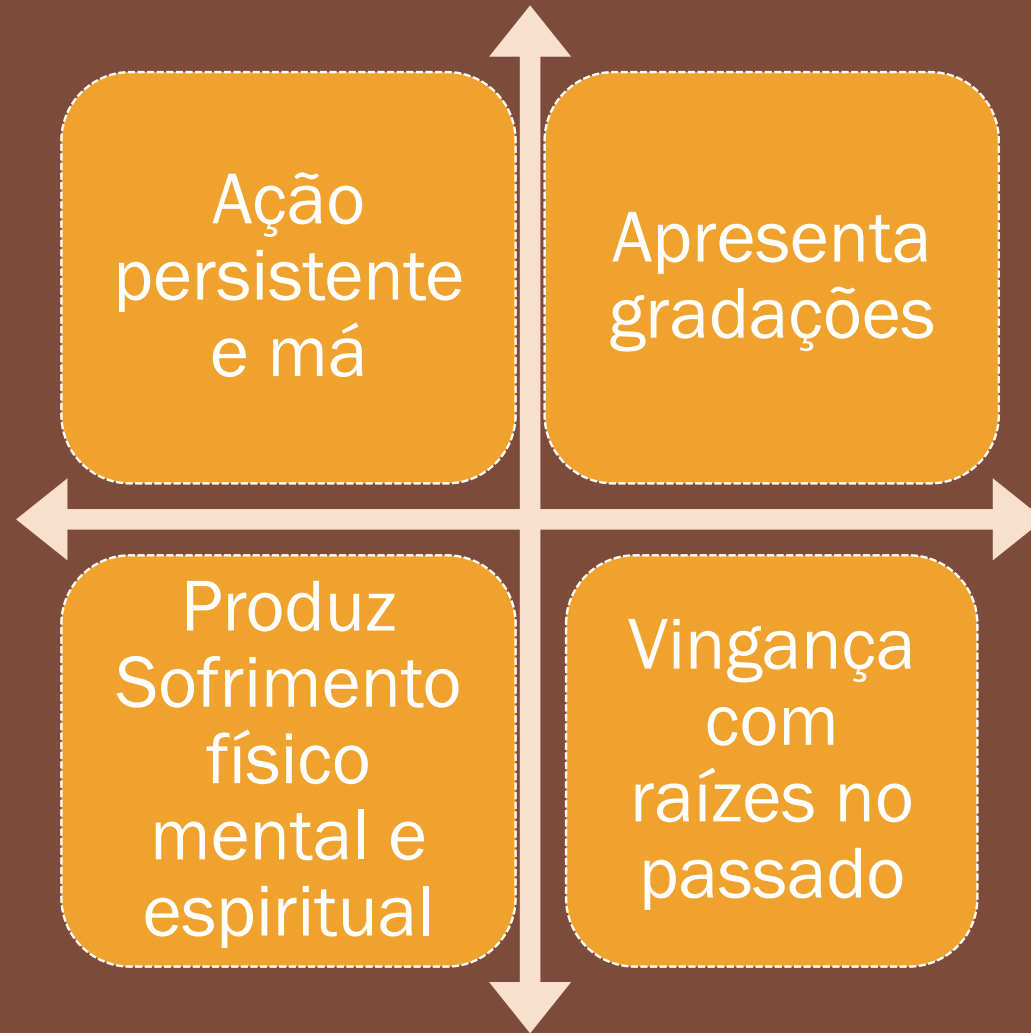 Ação
persistente
e má
Apresenta
gradações
Produz
Sofrimento
físico
mental e
espiritual
Vingança
com
raízes no
passado